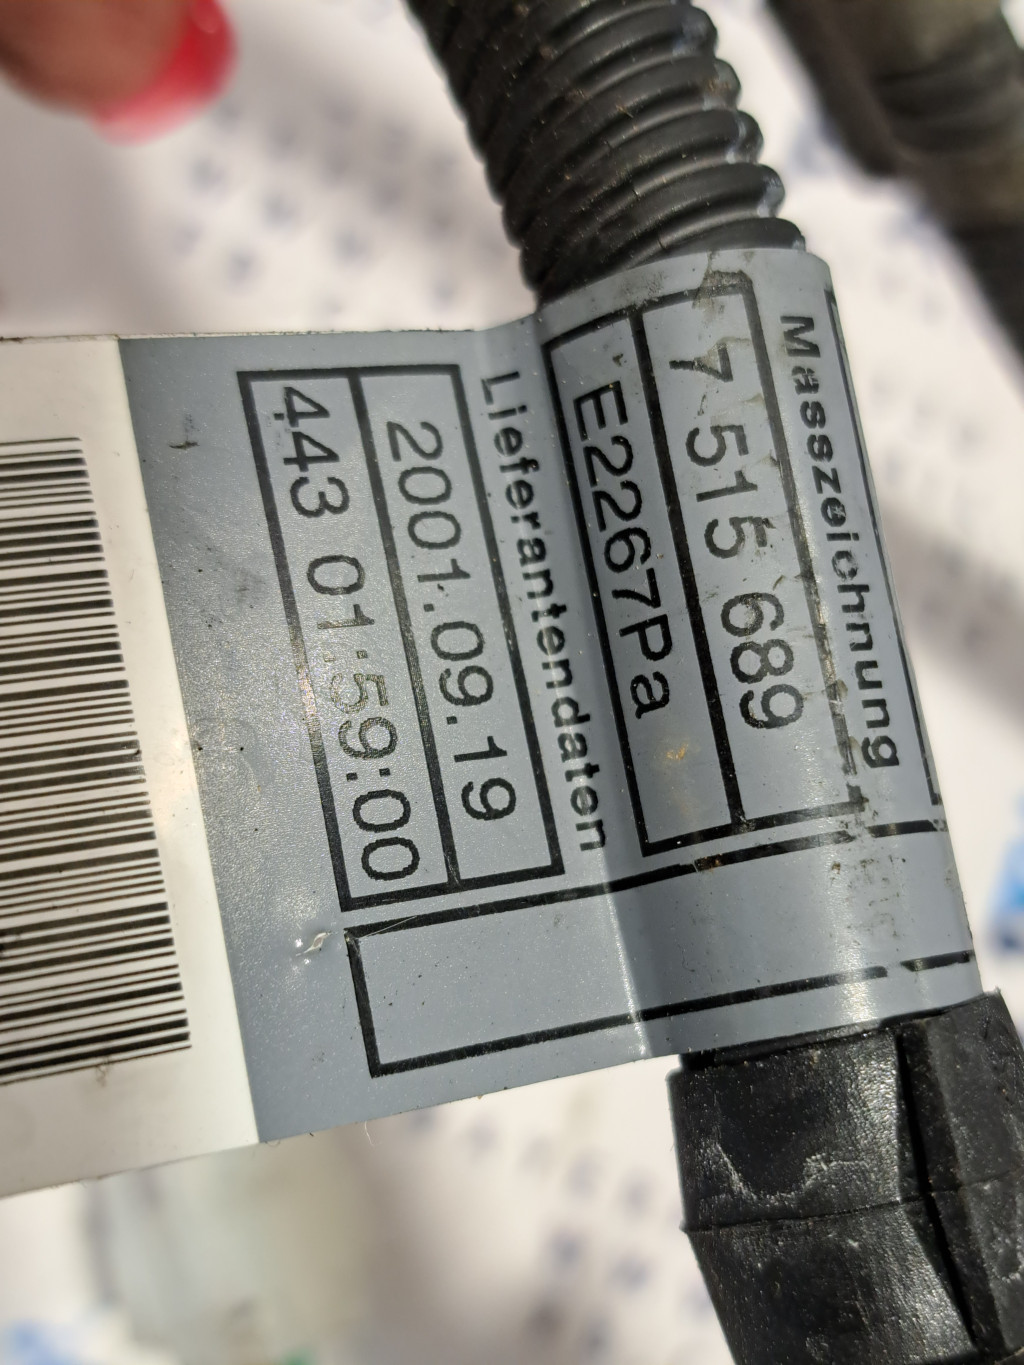 Masszeichnung
7 515 689
E2267Pa
Lieferantendaten
2001.09.19
443 01:59:00